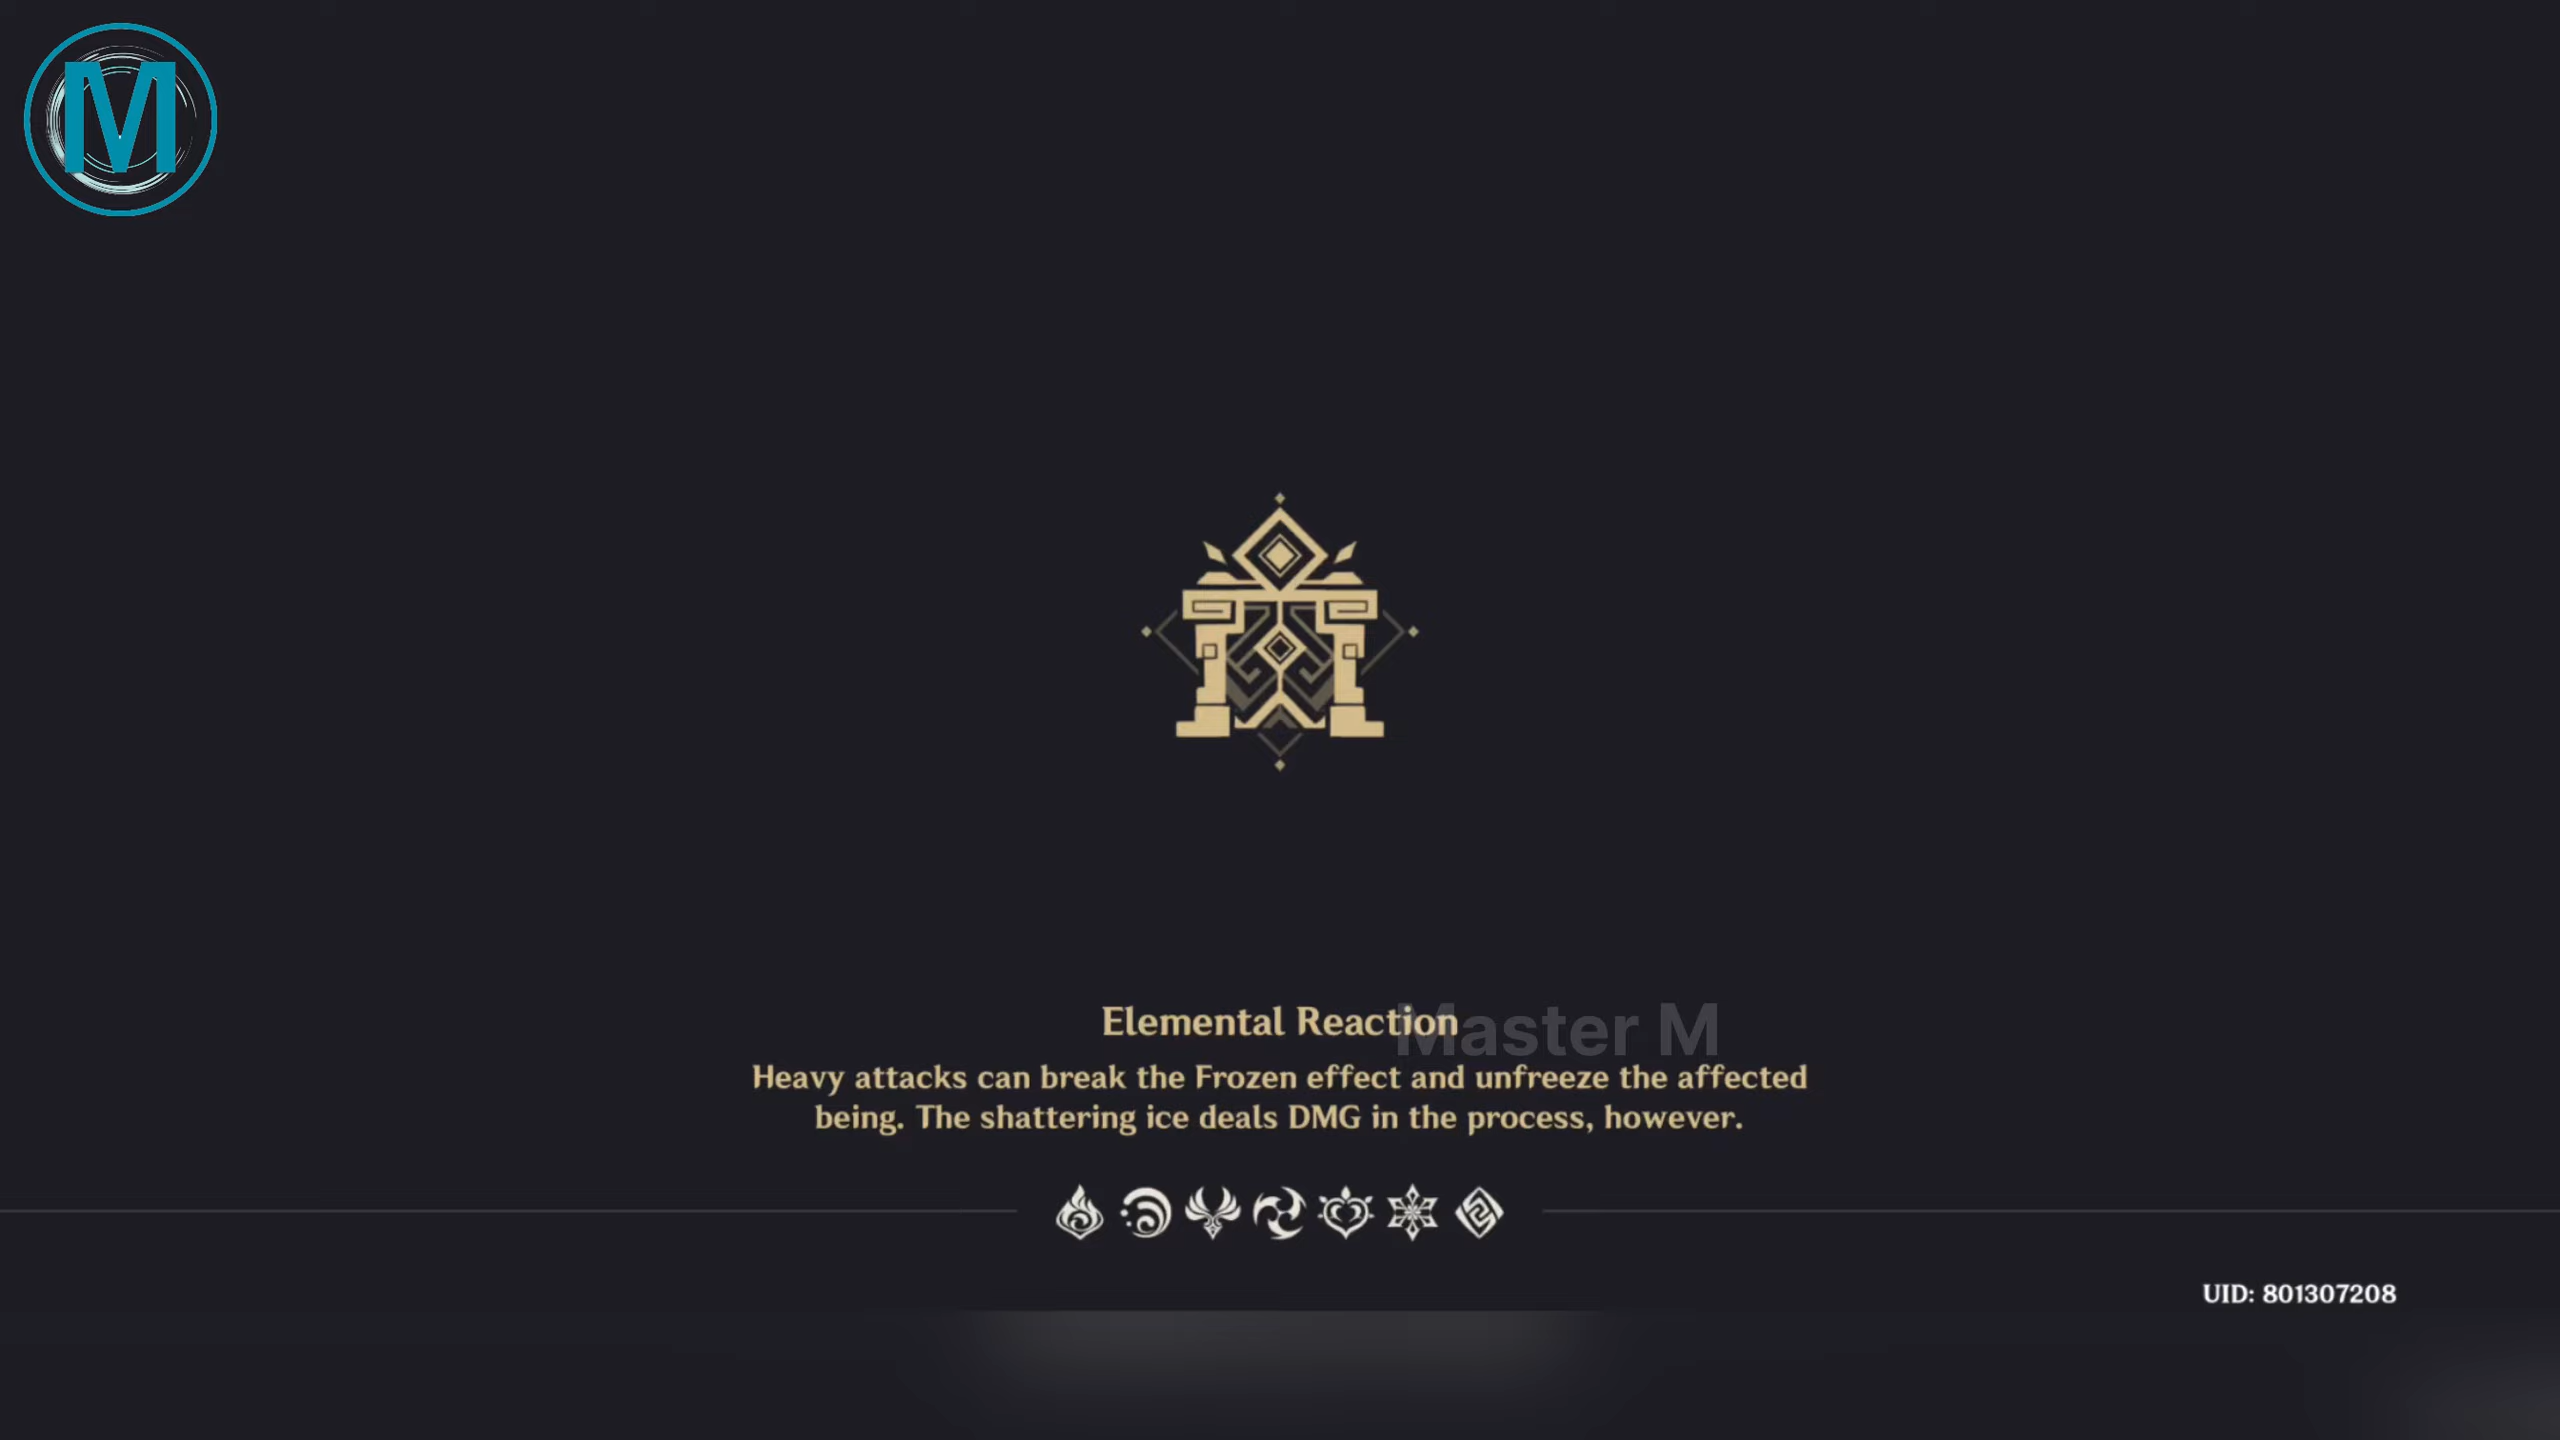 M
Elemental Reaction
Master M
Heavy attacks can break the Frozen effect and unfreeze the affected
being. The shattering ice deals DMG in the process, however.
UID: 801307208